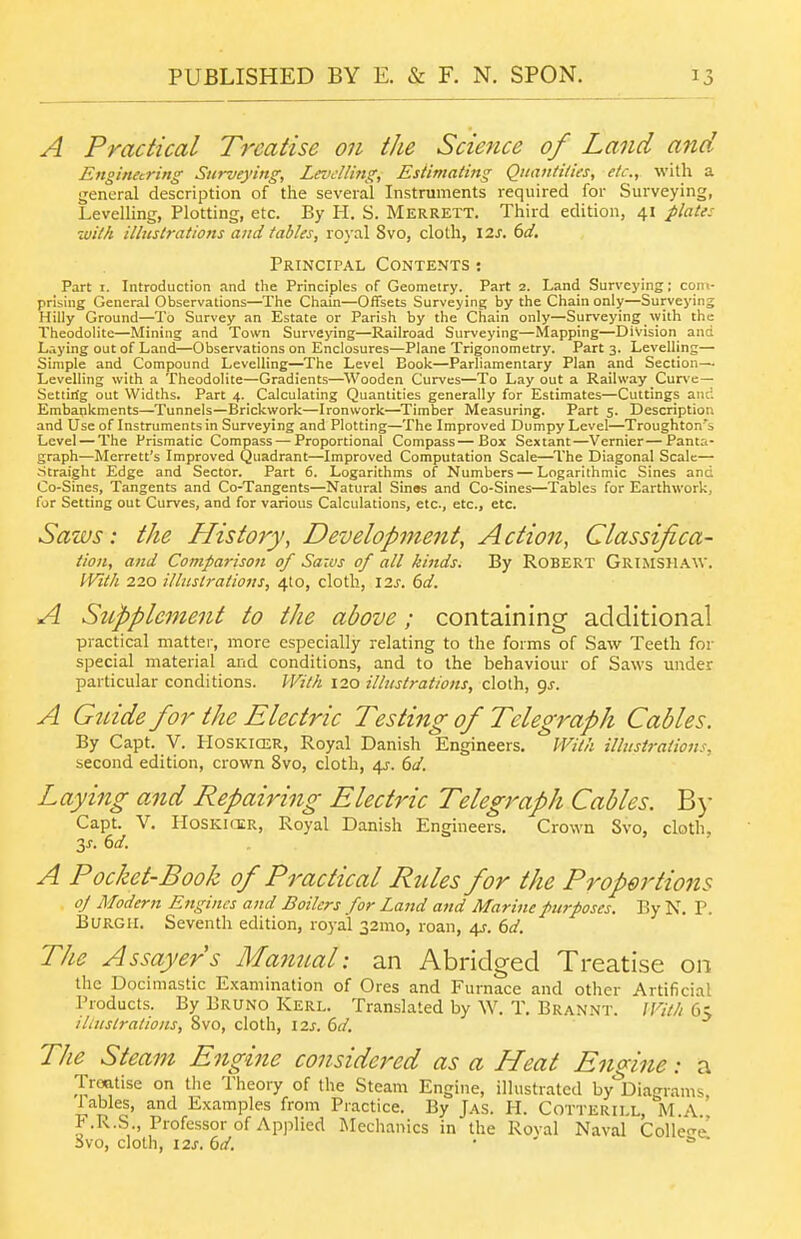 PUBLISHED BY E. & F. N. SPON. 13
A Practical Treatise on the Science of Land and
Engineering Surveying, Levelling, Estimating Quantities, etc., with a
general description of the several Instruments required for Surveying,
Levelling, Plotting, etc. By H. S. MERRETT. Third edition, 41 plates
with illustrations and tables, royal 8vo, cloth, 12s. 6d.
PRINCIPAL CONTENTS :
Part 1. Introduction and the Principles of Geometry. Part 2. Land Surveying; com-
prising General Observations—The Chain—Offsets Surveying by the Chain only—Surveying
Hilly Ground—To Survey an Estate or Parish by the Chain only—Surveying with the
Theodolite—Mining and Town Surveying—Railroad Surveying—Mapping—Division and
Laying out of Land—Observations on Enclosures—Plane Trigonometry. Part 3. Levelling—
Simple and Compound Levelling—The Level Book—Parliamentary Plan and Section—
Levelling with a Theodolite—Gradients—Wooden Curves—To Lay out a Railway Curve—
Setting out Widths. Part 4. Calculating Quantities generally for Estimates—Cuttings and
Embankments—Tunnels—Brickwork—Ironwork—Timber Measuring. Part 5. Description
and Use of Instruments in Surveying and Plotting—The Improved Dumpy Level—Troughton's
Level—The Prismatic Compass—Proportional Compass—Box Sextant—Vernier—Panta-
graph—Merrett's Improved Quadrant—Improved Computation Scale—The Diagonal Scale—
Straight Edge and Sector. Part 6. Logarithms of Numbers—Logarithmic Sines and
Co-Sines, Tangents and Co-Tangents—Natural Sines and Co-Sines—Tables for Earthwork,
for Setting out Curves, and for various Calculations, etc., etc., etc.
Saws: the History, Development, Action, Classifica-
tion, and Comparison of Saws of all kinds. By ROBERT GRIMSHAW.
With 220 illustrations, 4to, cloth, 12s. 6d.
A Supplement to the above; containing additional
practical matter, more especially relating to the forms of Saw Teeth for
special material and conditions, and to the behaviour of Saws under
particular conditions. With 120 illustrations, cloth, 9s.
A Guide for the Electric Testing of Telegraph Cables.
By Capt. V. HOSKIŒR, Royal Danish Engineers. With illustrations,
second edition, crown 8vo, cloth, 4s. 6d.
Laying and Repairing Electric Telegraph Cables. By
Capt. V. HOSKIŒR, Royal Danish Engineers. Crown 8vo, cloth,
3s. 6d.
A Pocket-Book of Practical Rules for the Proportions
of Modern Engines and Boilers for Land and Marine purposes. By N. P.
BURGH. Seventh edition, royal 32mo, roan, 4s. 6d.
The Assayer's Manual: an Abridged Treatise on
the Docimastic Examination of Ores and Furnace and other Artificial
Products. By BRUNO KERL. Translated by W. T. BRANNT. With 65
illustrations, 8vo, cloth, 12s. 6d.
The Steam Engine considered as a Heat Engine: a
Treatise on the Theory of the Steam Engine, illustrated by Diagrams,
Tables, and Examples from Practice. By JAS. H. COTTERILL, M.A.,
F.R.S., Professor of Applied Mechanics in the Royal Naval College.
8vo, cloth, 12s. 6d.